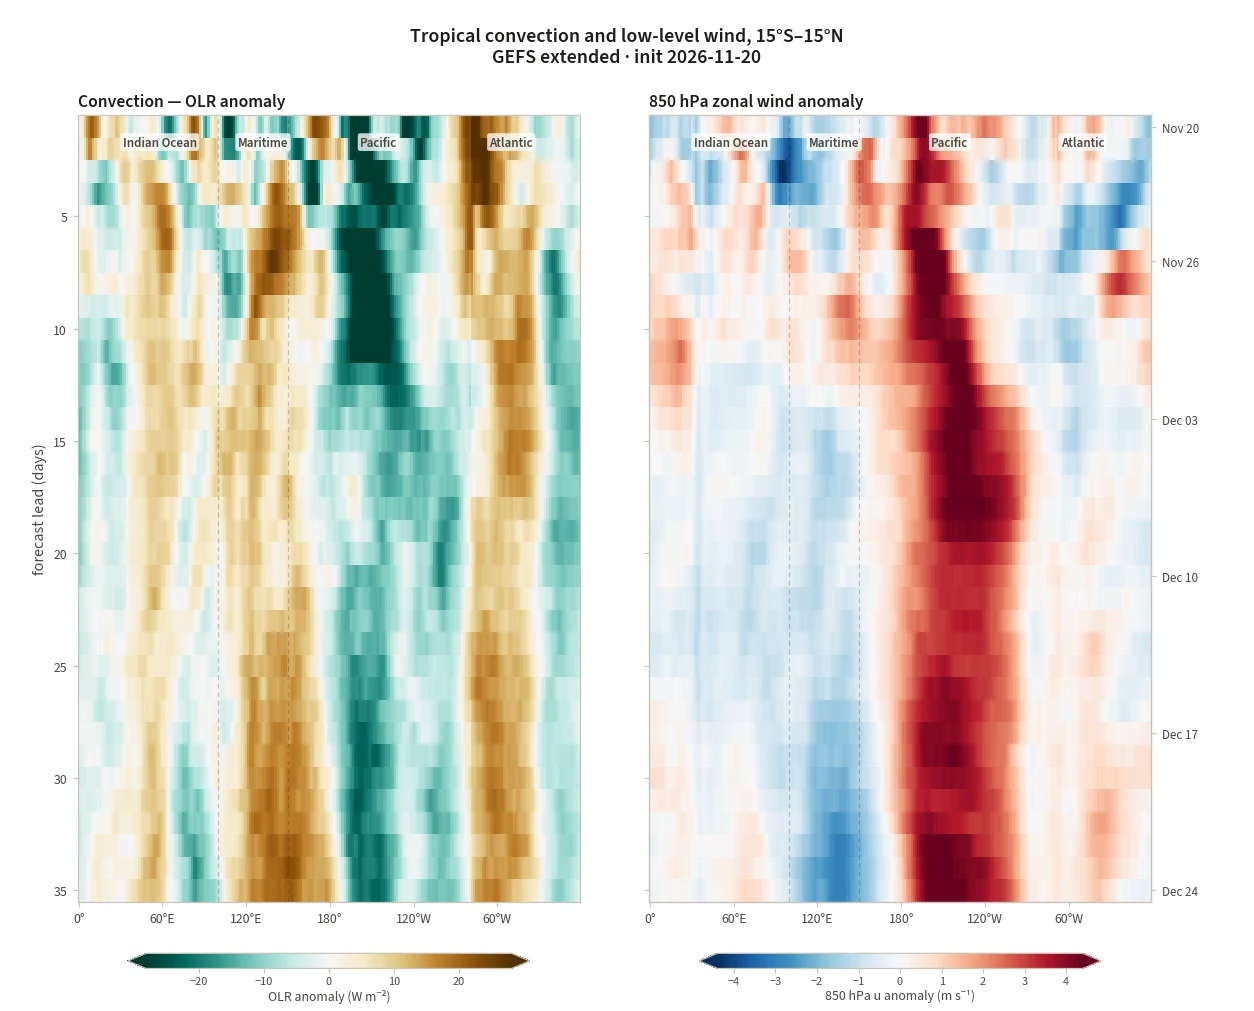 Tropical convection and low-level wind, 15°S–15°N
GEFS extended · init 2026-11-20
Convection — OLR anomaly
850 hPa zonal wind anomaly
Indian Ocean
Maritime
Pacific
Atlantic
Indian Ocean
Maritime
Pacific
Atlantic
forecast lead (days)
5
10
15
20
25
30
35
Nov 20
Nov 26
Dec 03
Dec 10
Dec 17
Dec 24
0°
60°E
120°E
180°
120°W
60°W
0°
60°E
120°E
180°
120°W
60°W
−20
−10
0
10
20
OLR anomaly (W m⁻²)
−4
−3
−2
−1
0
1
2
3
4
850 hPa u anomaly (m s⁻¹)